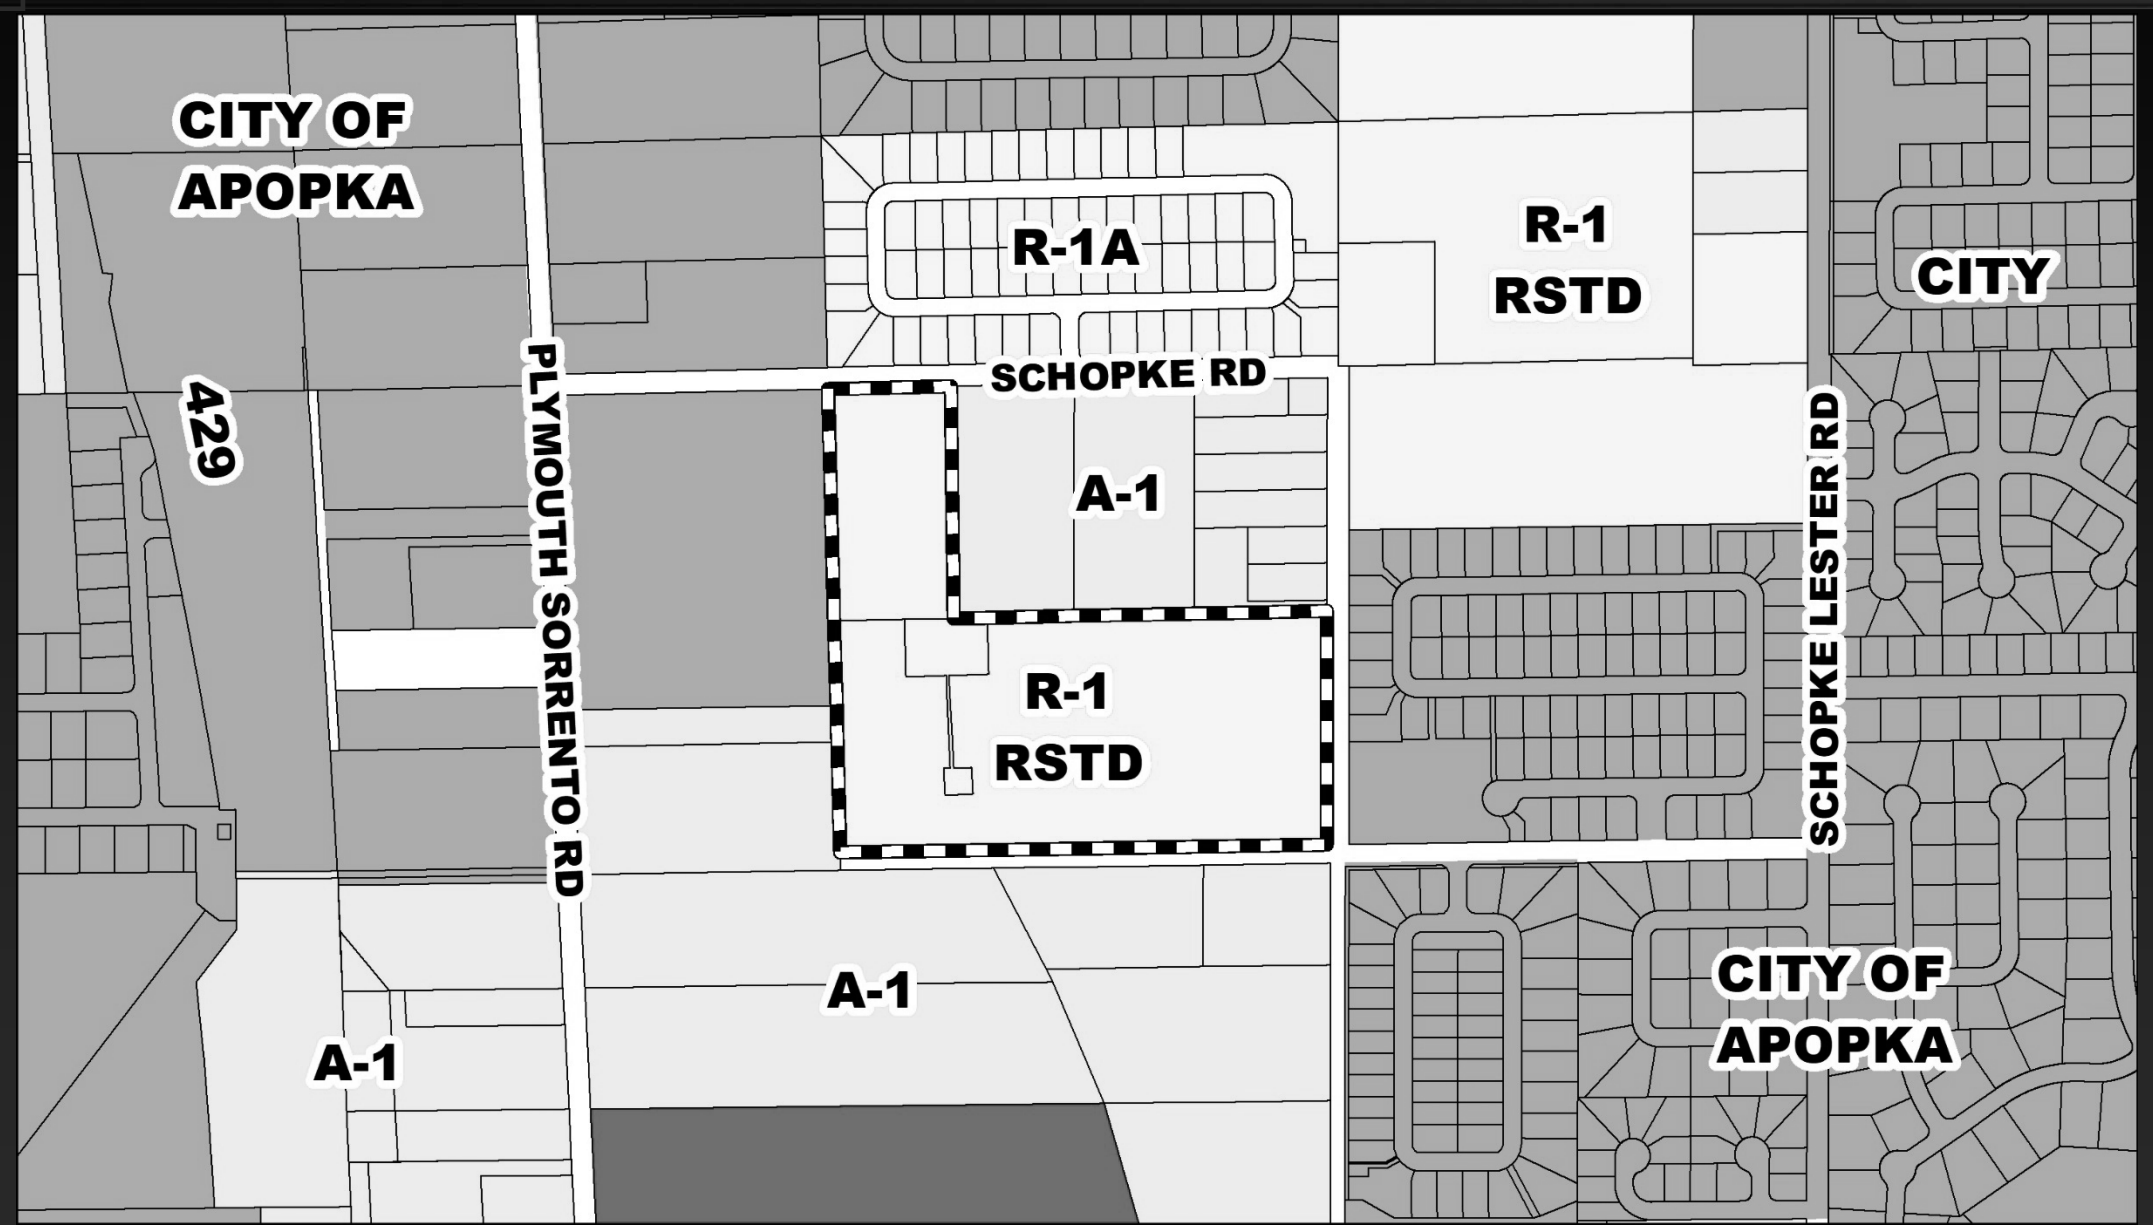 CITY OF
APOPKA
R-1A
R-1
RSTD
CITY
SCHOPKE RD
429
PLYMOUTH SORRENTO RD
A-1
SCHOPKE LESTER RD
R-1
RSTD
A-1
CITY OF
APOPKA
A-1